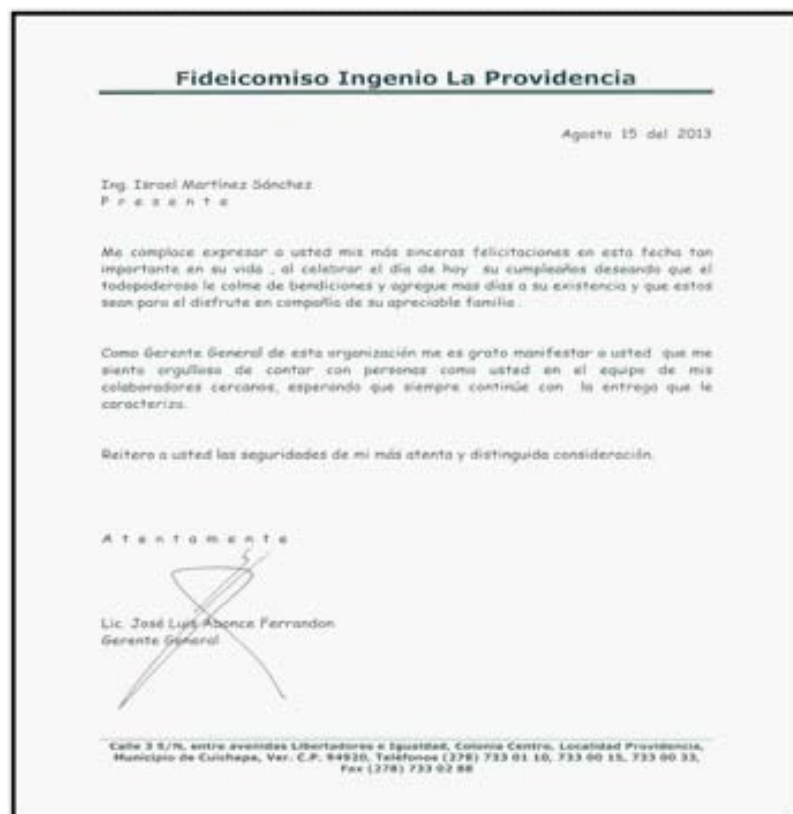 Fideicomiso Ingenio La Providencia
Agosto 15 del 2013
Ing. Israel Martínez Sánchez
P r e s e n t e
Me complace expresar a usted mis más sinceras felicitaciones en esta fecha tan
importante en su vida , al celebrar el día de hoy su cumpleaños deseando que el
todopoderoso le colme de bendiciones y agregue mas días a su existencia y que estos
sean para el disfrute en compañía de su apreciable familia .
Como Gerente General de esta organización me es grato manifestar a usted que me
siento orgulloso de contar con personas como usted en el equipo de mis
colaboradores cercanos, esperando que siempre continúe con la entrega que le
caracteriza.
Reitero a usted las seguridades de mi más atenta y distinguida consideración.
A t e n t a m e n t e
Lic. José Luis Abonce Ferrandon
Gerente General
Calle 3 S/N, entre avenidas Libertadores e Igualdad, Colonia Centro, Localidad Providencia,
Municipio de Cuichapa, Ver. C.P. 94920, Teléfonos (278) 733 01 10, 733 00 15, 733 00 33,
Fax (278) 733 02 88